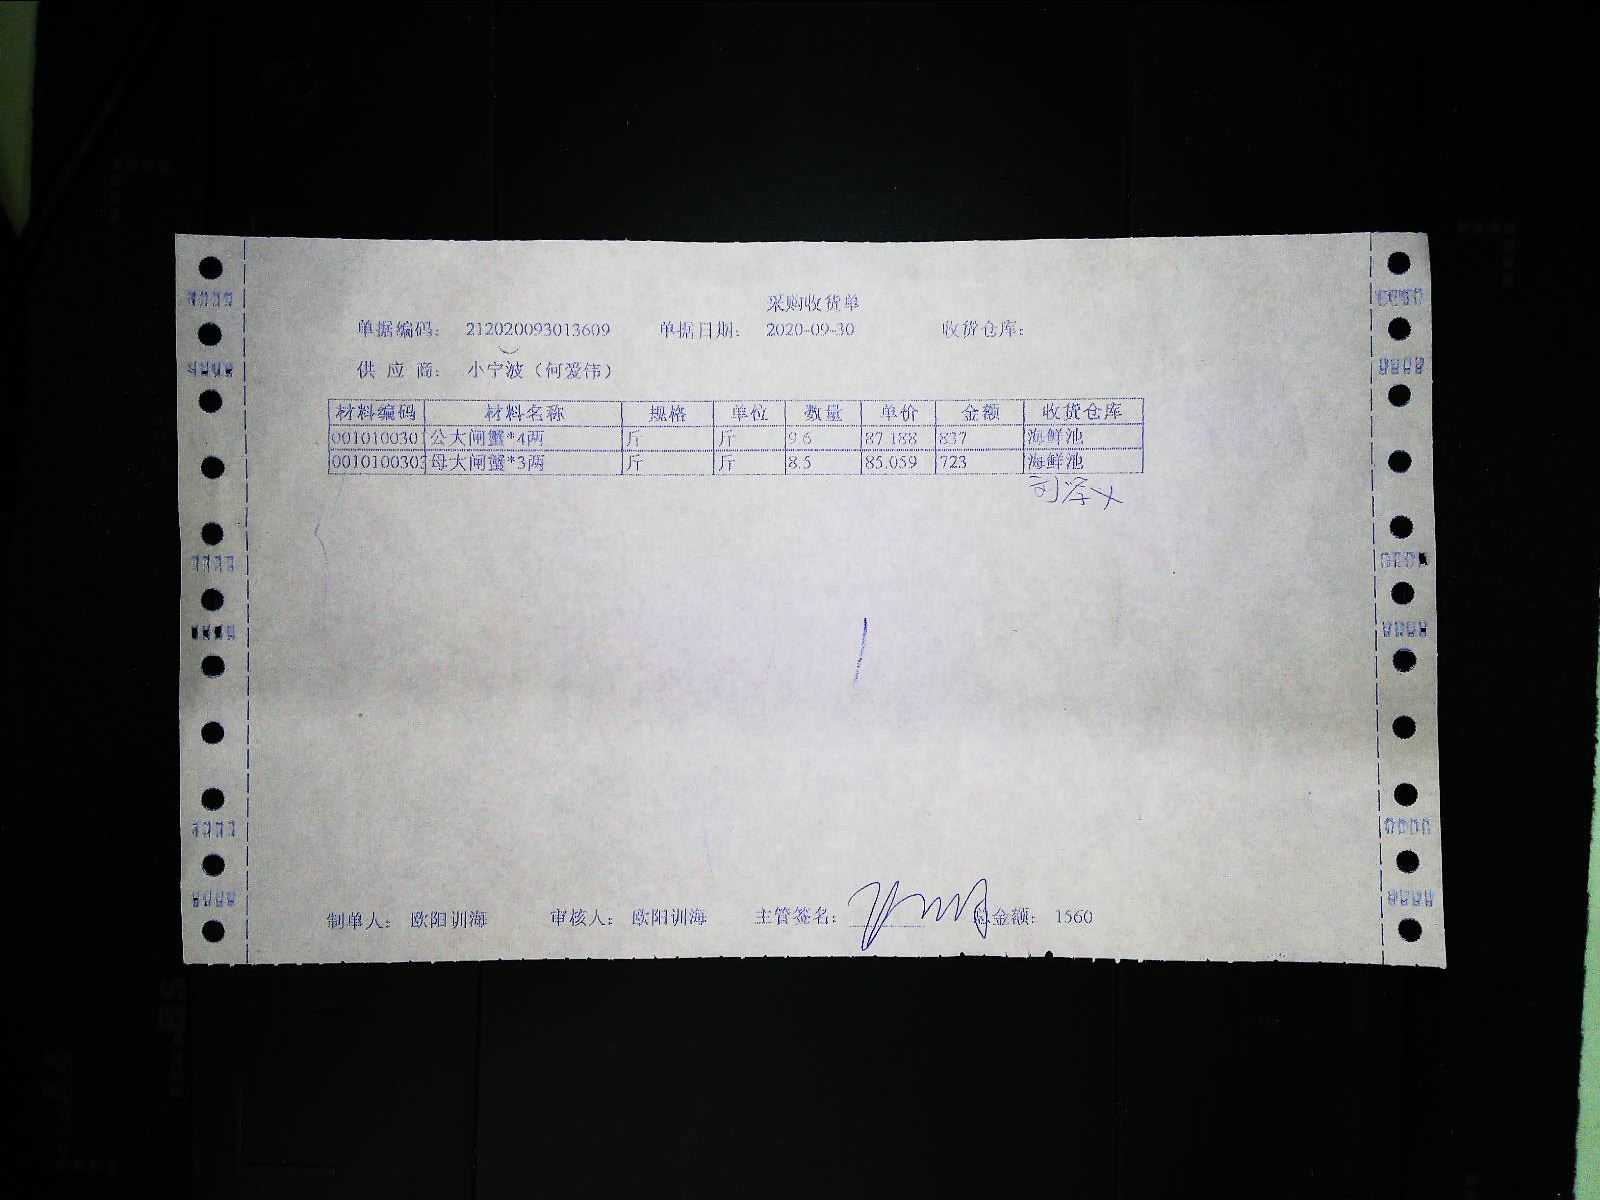 采购收货单
单据编码： 212020093013609 单据日期： 2020-09-30 收货仓库：
供 应 商： 小宁波（何爱伟）
材料编码 材料名称 规格 单位 数量 单价 金额 收货仓库
0010100301 公大闸蟹*4两 斤 斤 9.6 87.188 837 海鲜池
0010100303 母大闸蟹*3两 斤 斤 8.5 85.059 723 海鲜池
制单人： 欧阳训海 审核人： 欧阳训海 主管签名： 总金额： 1560